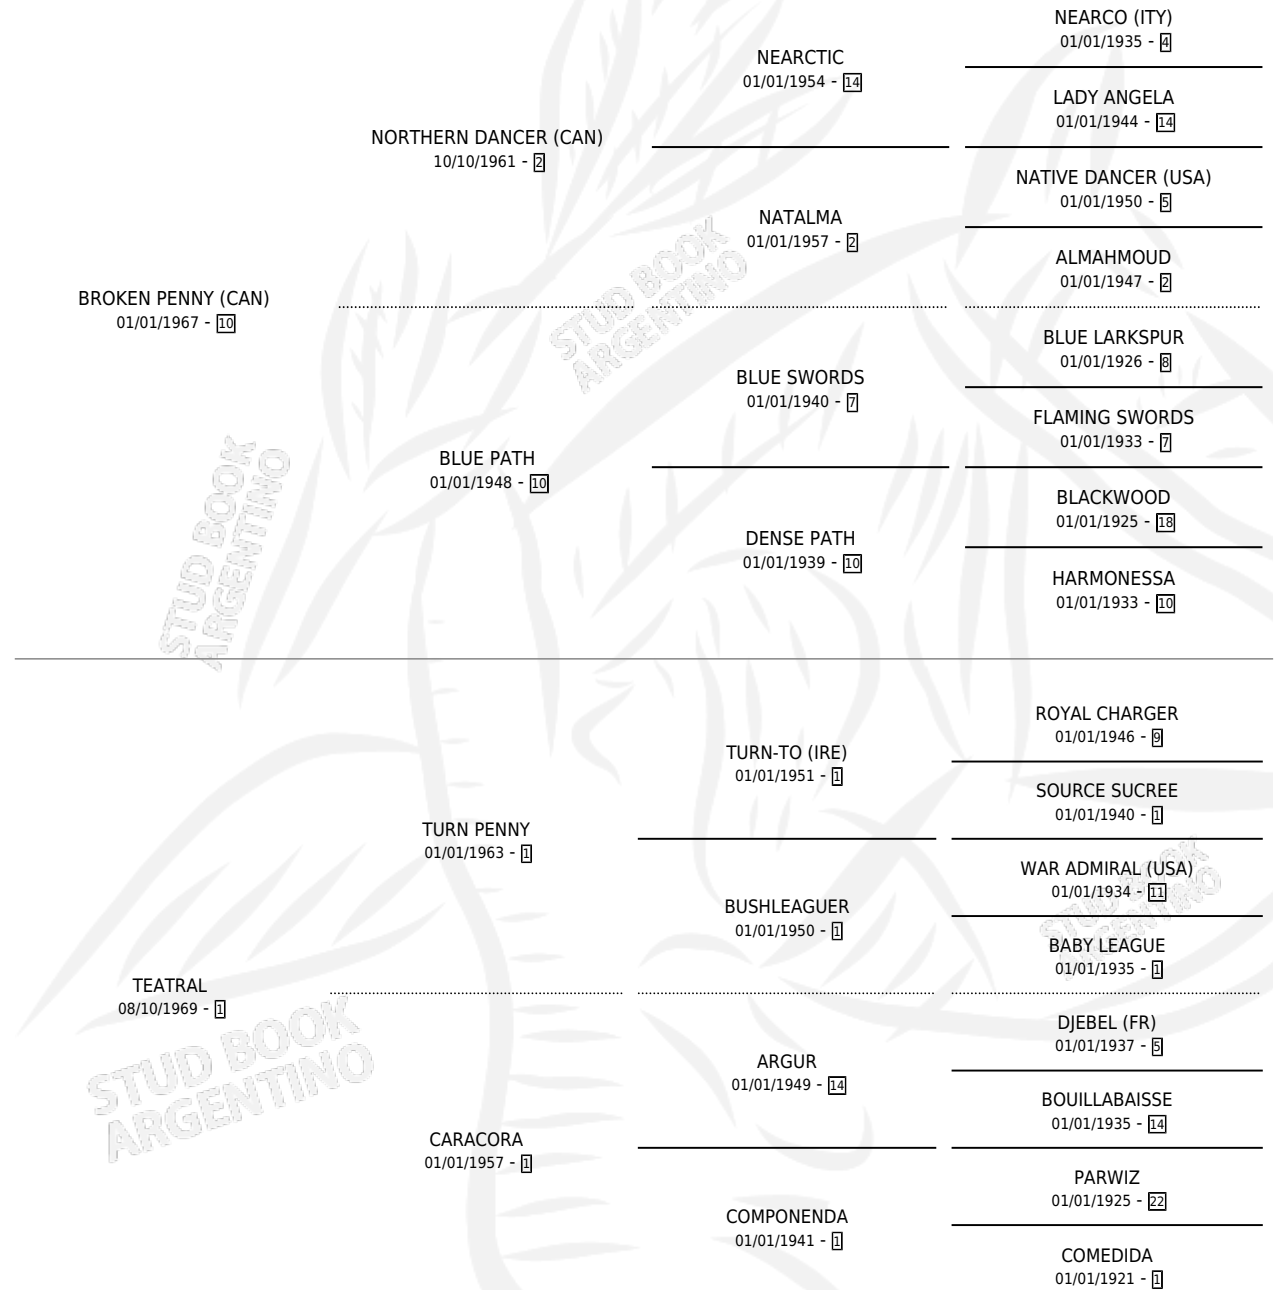 NEARCO (ITY)
01/01/1935 - 4
NEARCTIC
01/01/1954 - 14
LADY ANGELA
01/01/1944 - 14
NORTHERN DANCER (CAN)
10/10/1961 - 2
NATIVE DANCER (USA)
01/01/1950 - 5
NATALMA
01/01/1957 - 2
ALMAHMOUD
01/01/1947 - 2
BROKEN PENNY (CAN)
01/01/1967 - 10
STUD BOOK
ARGENTINO
BLUE LARKSPUR
01/01/1926 - 8
BLUE SWORDS
01/01/1940 - 7
FLAMING SWORDS
01/01/1933 - 7
BLUE PATH
01/01/1948 - 10
BLACKWOOD
01/01/1925 - 18
DENSE PATH
01/01/1939 - 10
HARMONESSA
01/01/1933 - 10
STUD BOOK
ARGENTINO
ROYAL CHARGER
01/01/1946 - 9
TURN-TO (IRE)
01/01/1951 - 1
SOURCE SUCREE
01/01/1940 - 1
TURN PENNY
01/01/1963 - 1
WAR ADMIRAL (USA)
01/01/1934 - 11
BUSHLEAGUER
01/01/1950 - 1
BABY LEAGUE
01/01/1935 - 1
STUD BOOK
ARGENTINO
TEATRAL
08/10/1969 - 1
DJEBEL (FR)
01/01/1937 - 5
ARGUR
01/01/1949 - 14
BOUILLABAISSE
01/01/1935 - 14
STUD BOOK
ARGENTINO
CARACORA
01/01/1957 - 1
PARWIZ
01/01/1925 - 22
COMPONENDA
01/01/1941 - 1
COMEDIDA
01/01/1921 - 1